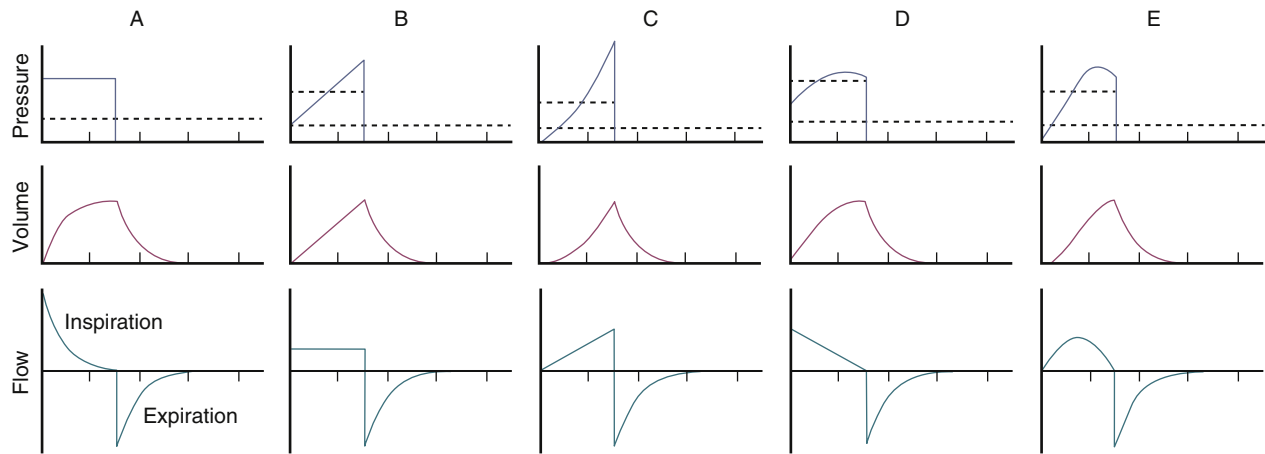 A B C D E
Pressure
Volume
Flow
Inspiration
Expiration